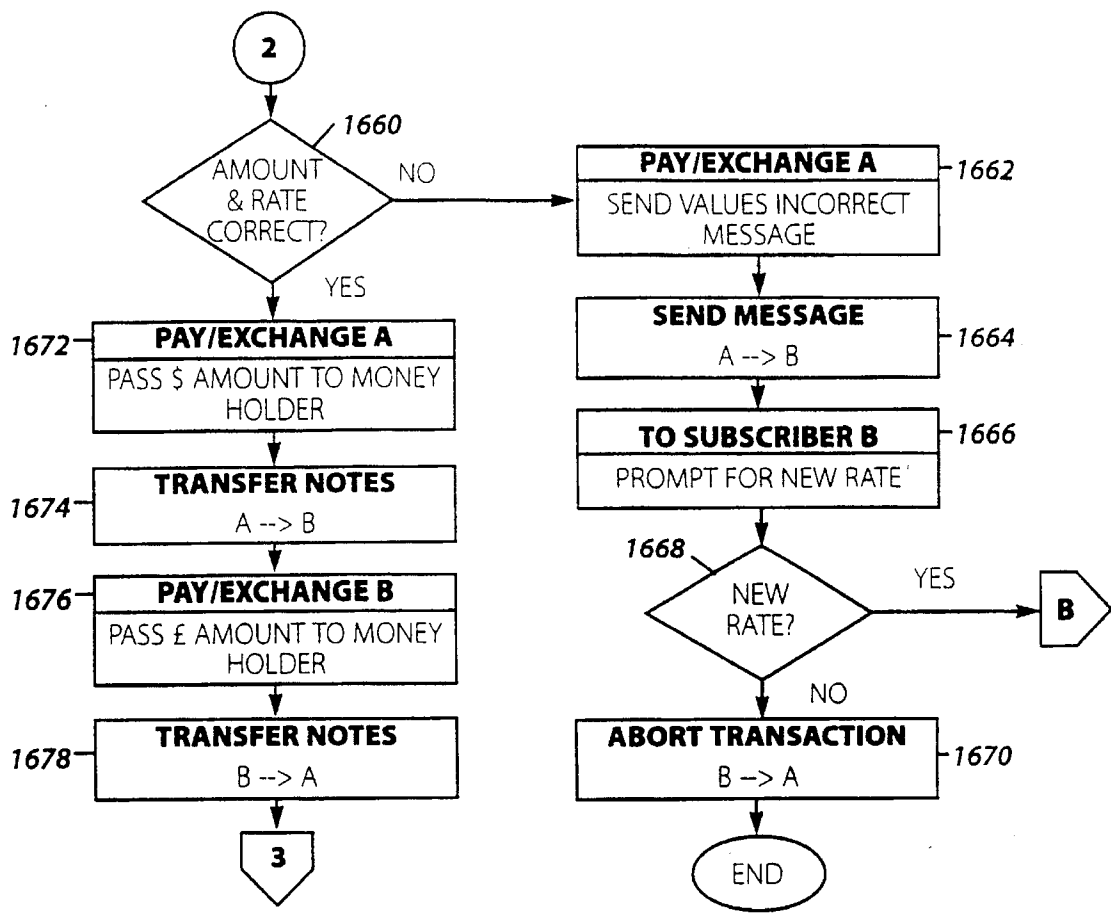 2
1660
AMOUNT
& RATE
CORRECT?
NO
YES
1672
PAY/EXCHANGE A
PASS $ AMOUNT TO MONEY
HOLDER
1674
TRANSFER NOTES
A --> B
1676
PAY/EXCHANGE B
PASS £ AMOUNT TO MONEY
HOLDER
1678
TRANSFER NOTES
B --> A
3
PAY/EXCHANGE A
1662
SEND VALUES INCORRECT
MESSAGE
SEND MESSAGE
1664
A --> B
TO SUBSCRIBER B
1666
PROMPT FOR NEW RATE
1668
NEW
RATE?
YES
B
NO
ABORT TRANSACTION
1670
B --> A
END